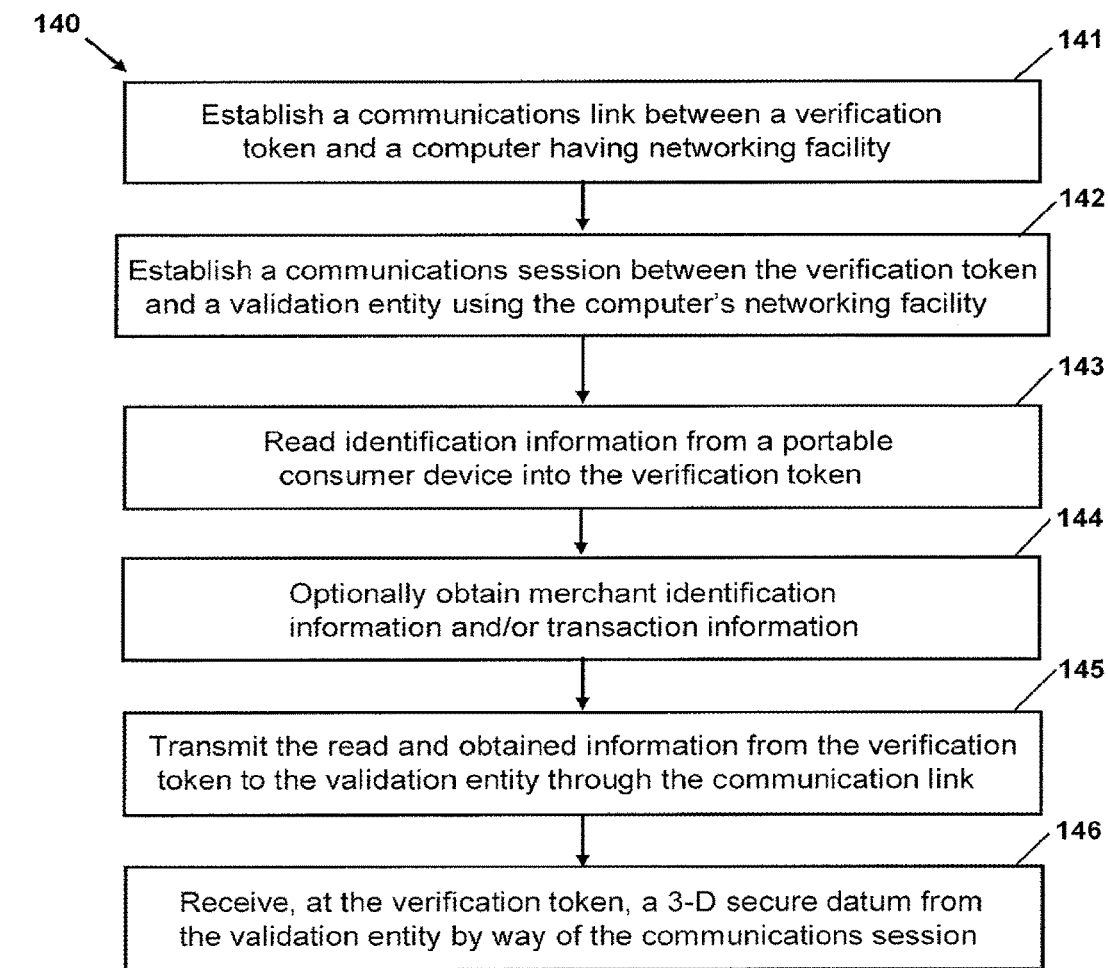 140
141
Establish a communications link between a verification
token and a computer having networking facility
142
Establish a communications session between the verification token
and a validation entity using the computer's networking facility
143
Read identification information from a portable
consumer device into the verification token
144
Optionally obtain merchant identification
information and/or transaction information
145
Transmit the read and obtained information from the verification
token to the validation entity through the communication link
146
Receive, at the verification token, a 3-D secure datum from
the validation entity by way of the communications session